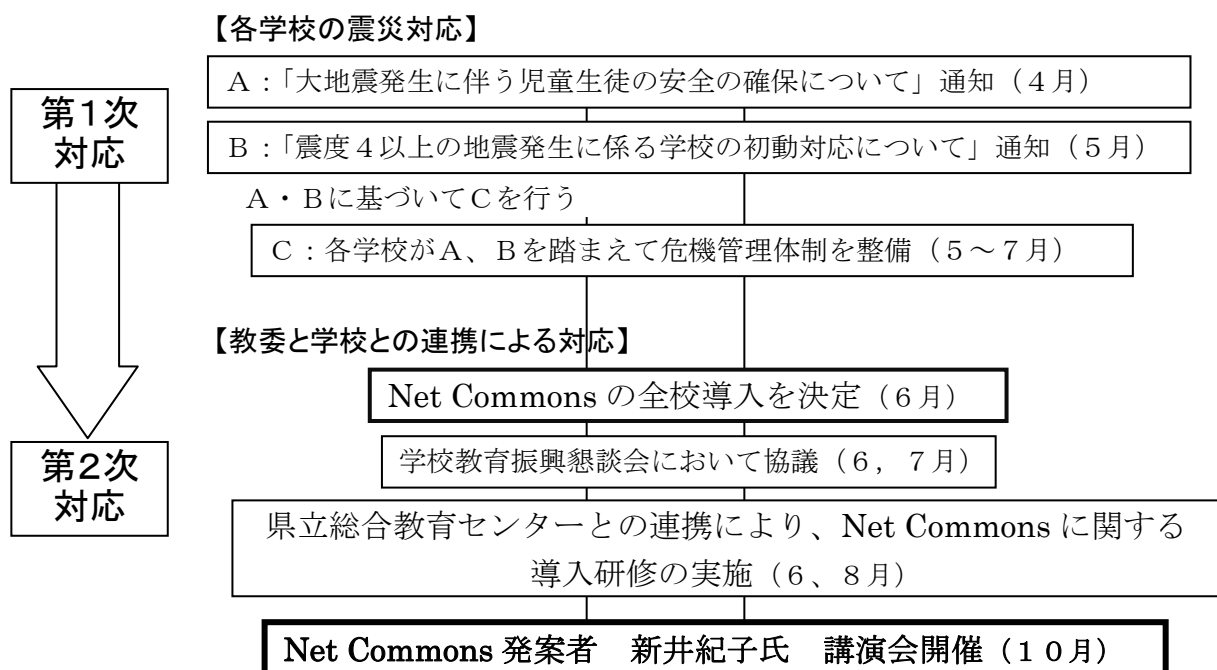 【各学校の震災対応】
第1次
対応
A:「大地震発生に伴う児童生徒の安全の確保について」通知(4月)
B:「震度4以上の地震発生に係る学校の初動対応について」通知(5月)
A・Bに基づいてCを行う
C:各学校がA、Bを踏まえて危機管理体制を整備(5~7月)
【教委と学校との連携による対応】
Net Commons の全校導入を決定(6月)
第2次
対応
学校教育振興懇談会において協議(6, 7月)
県立総合教育センターとの連携により、Net Commons に関する
導入研修の実施(6、8月)
Net Commons 発案者 新井紀子氏 講演会開催(10月)